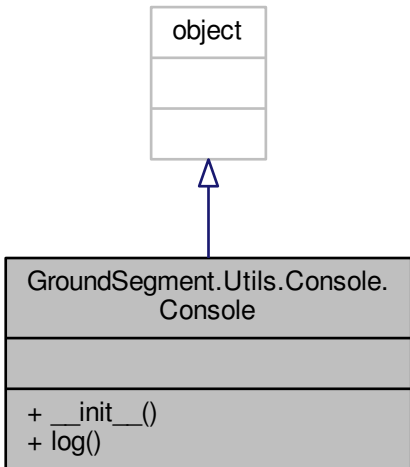 object
GroundSegment.Utils.Console.
Console
+ __init__()
+ log()